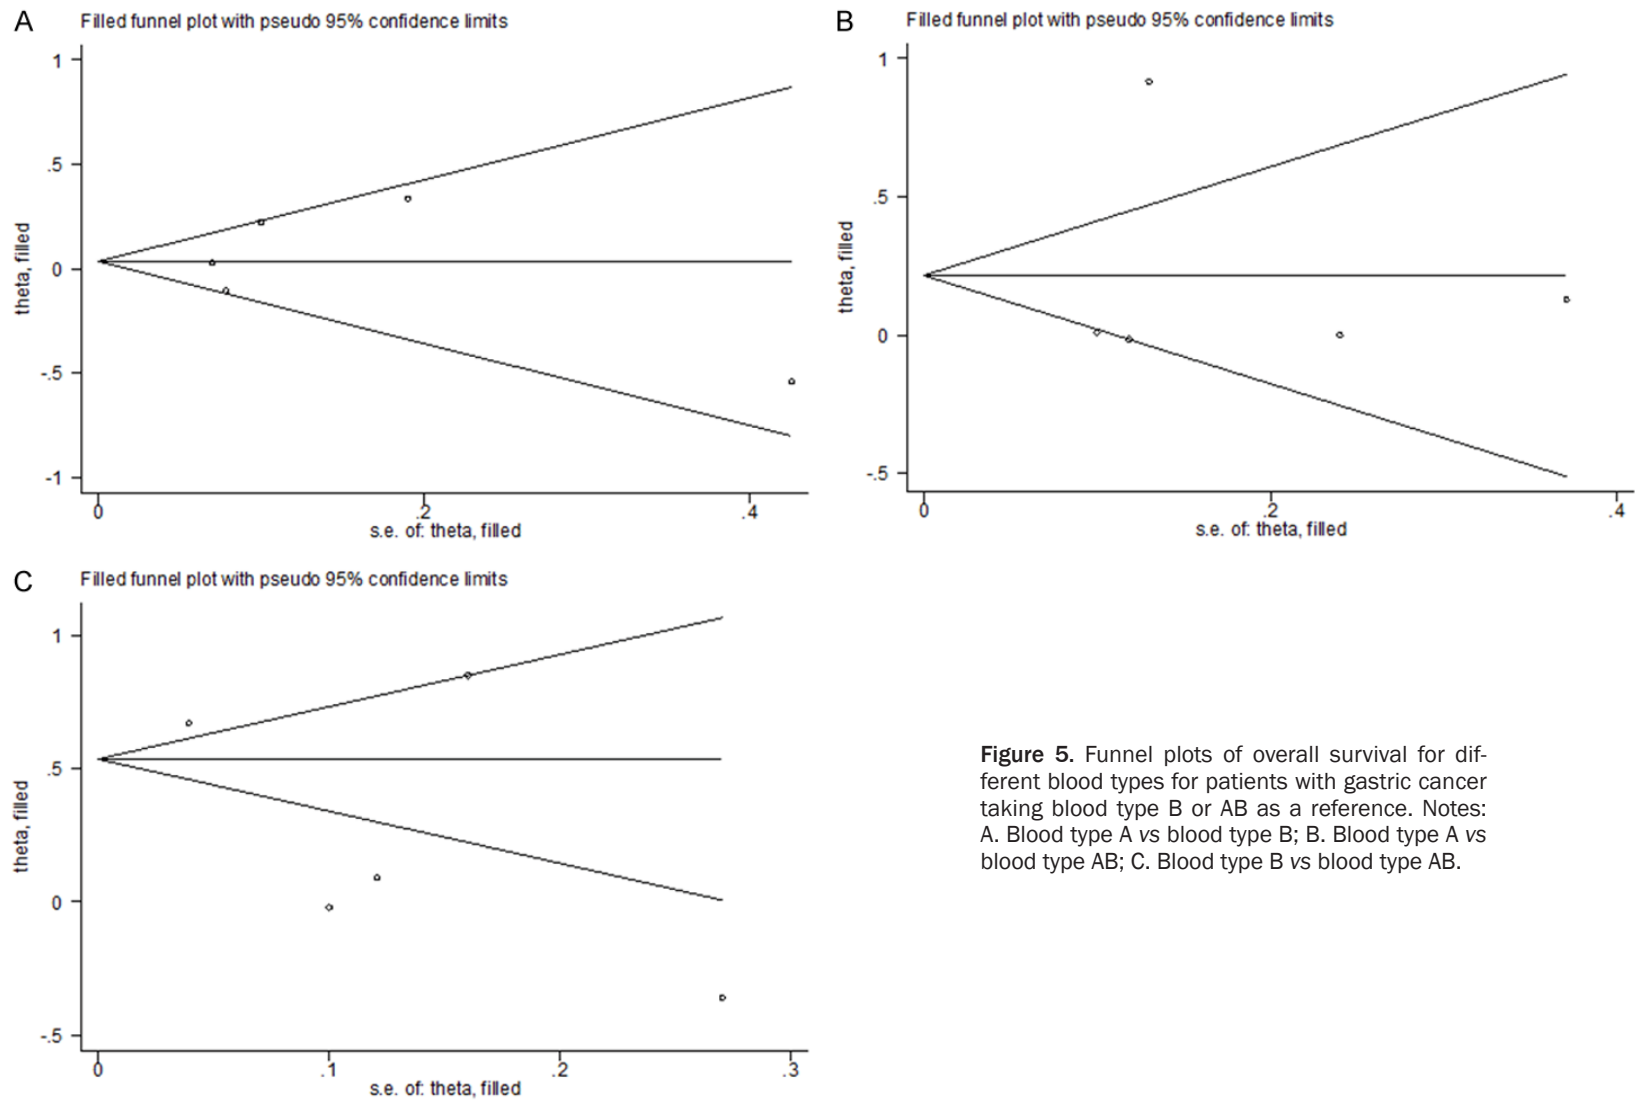 A
Filled funnel plot with pseudo 95% confidence limits
theta, filled
1
.5
0
-.5
-1
0
.2
.4
s.e. of: theta, filled
B
Filled funnel plot with pseudo 95% confidence limits
theta, filled
1
.5
0
-.5
0
.2
.4
s.e. of: theta, filled
C
Filled funnel plot with pseudo 95% confidence limits
theta, filled
1
.5
0
-.5
0
.1
.2
.3
s.e. of: theta, filled
Figure 5. Funnel plots of overall survival for dif-
ferent blood types for patients with gastric cancer
taking blood type B or AB as a reference. Notes:
A. Blood type A vs blood type B; B. Blood type A vs
blood type AB; C. Blood type B vs blood type AB.